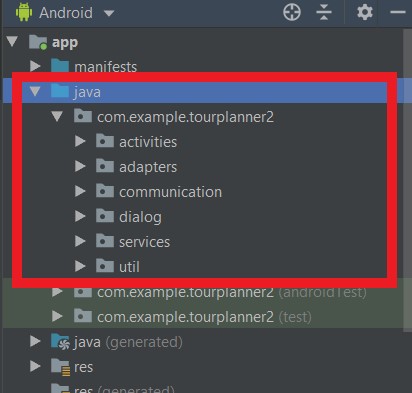 Android
app
manifests
java
com.example.tourplanner2
activities
adapters
communication
dialog
services
util
com.example.tourplanner2 (androidTest)
com.example.tourplanner2 (test)
java (generated)
res
res (generated)